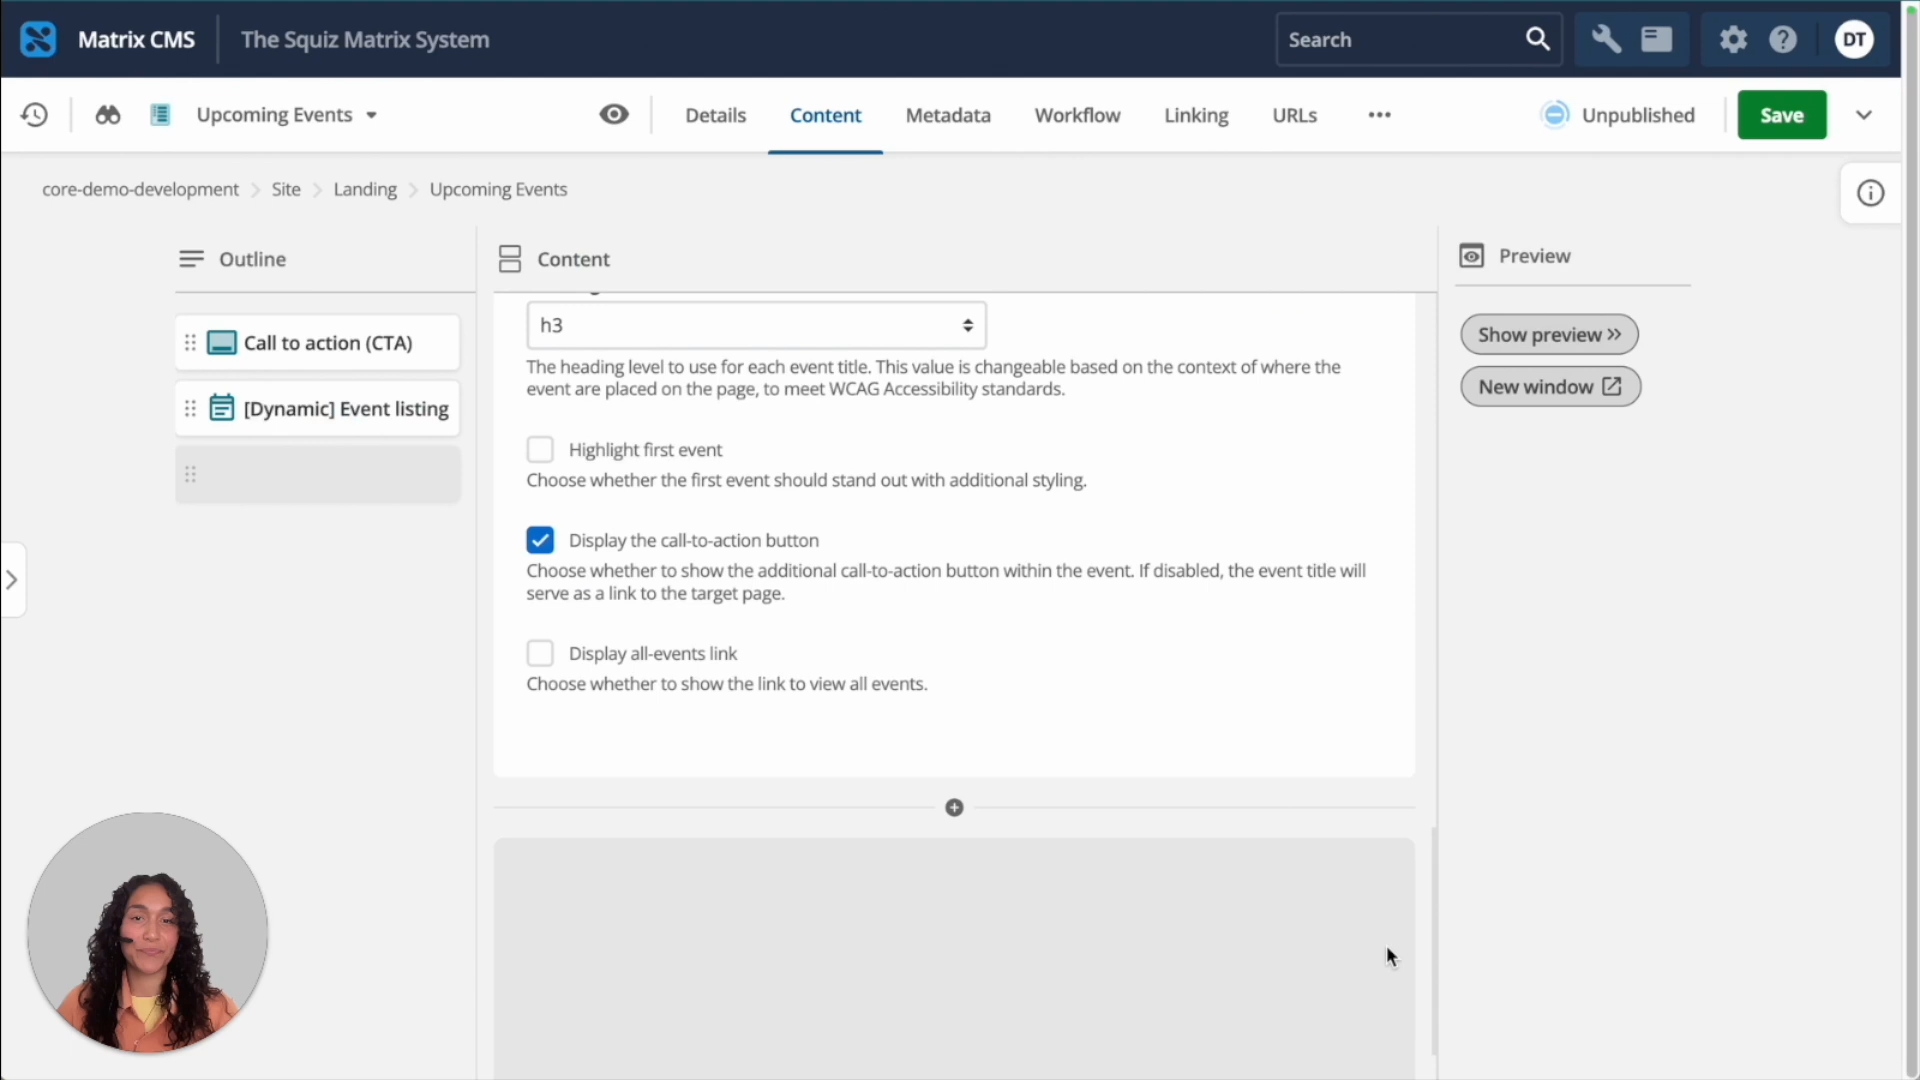 Matrix CMS
The Squiz Matrix System
Search
DT
Upcoming Events
Details
Content
Metadata
Workflow
Linking
URLs
Unpublished
Save
core-demo-development
Site
Landing
Upcoming Events
Outline
Content
Preview
Call to action (CTA)
[Dynamic] Event listing
h3
The heading level to use for each event title. This value is changeable based on the context of where the
event are placed on the page, to meet WCAG Accessibility standards.
Highlight first event
Choose whether the first event should stand out with additional styling.
Display the call-to-action button
Choose whether to show the additional call-to-action button within the event. If disabled, the event title will
serve as a link to the target page.
Display all-events link
Choose whether to show the link to view all events.
Show preview
New window